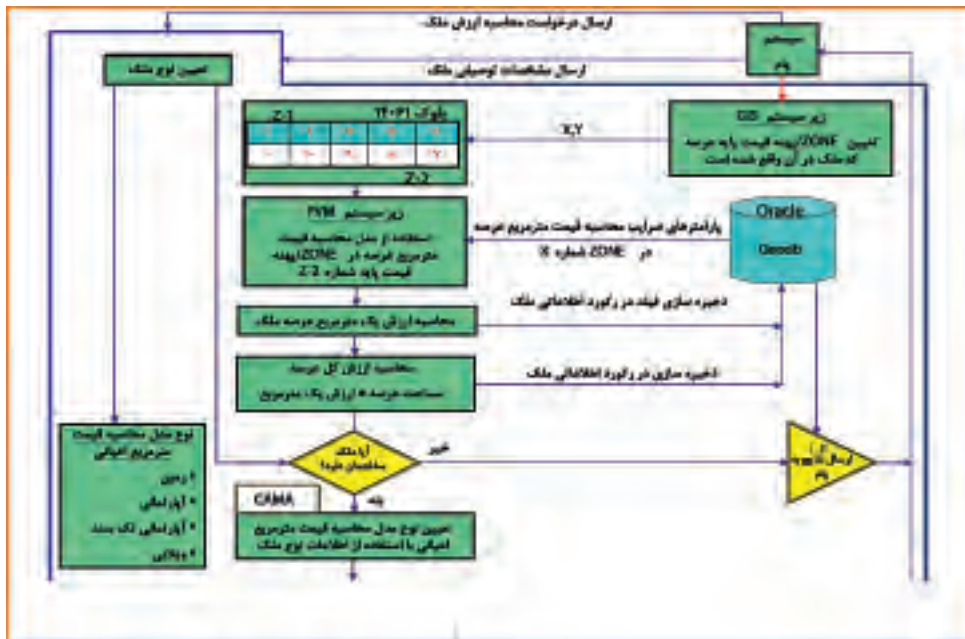 ارسال درخواست محاسبه ارزش ملک
سیستم
ارسال مشخصات توصیفی ملک
تعیین نوع ملک
زیر سیستم GIS
تعیین ZONE/پهنه قیمت پایه عرصه
که ملک در آن واقع شده است
X,Y
بلوک
Z-1
Z-2
زیر سیستم
استفاده از مدل محاسبه قیمت
مترمربع عرصه در ZONE/پهنه
قیمت پایه شماره Z-2
پارامترهای ضرایب محاسبه قیمت مترمربع عرصه
در ZONE شماره
Oracle
Geodb
محاسبه ارزش یک مترمربع عرصه ملک
ذخیره سازی فیلد در رکورد اطلاعاتی ملک
محاسبه ارزش کل عرصه
مساحت عرصه * ارزش یک مترمربع
ذخیره سازی در رکورد اطلاعاتی ملک
نوع مدل محاسبه قیمت
مترمربع اعیانی
زمین
آپارتمانی
آپارتمانی تک سند
ویلایی
آیا ملک
ساختمان دارد؟
خیر
بله
ارسال
CAMA
تعیین نوع مدل محاسبه قیمت مترمربع
اعیانی با استفاده از اطلاعات نوع ملک